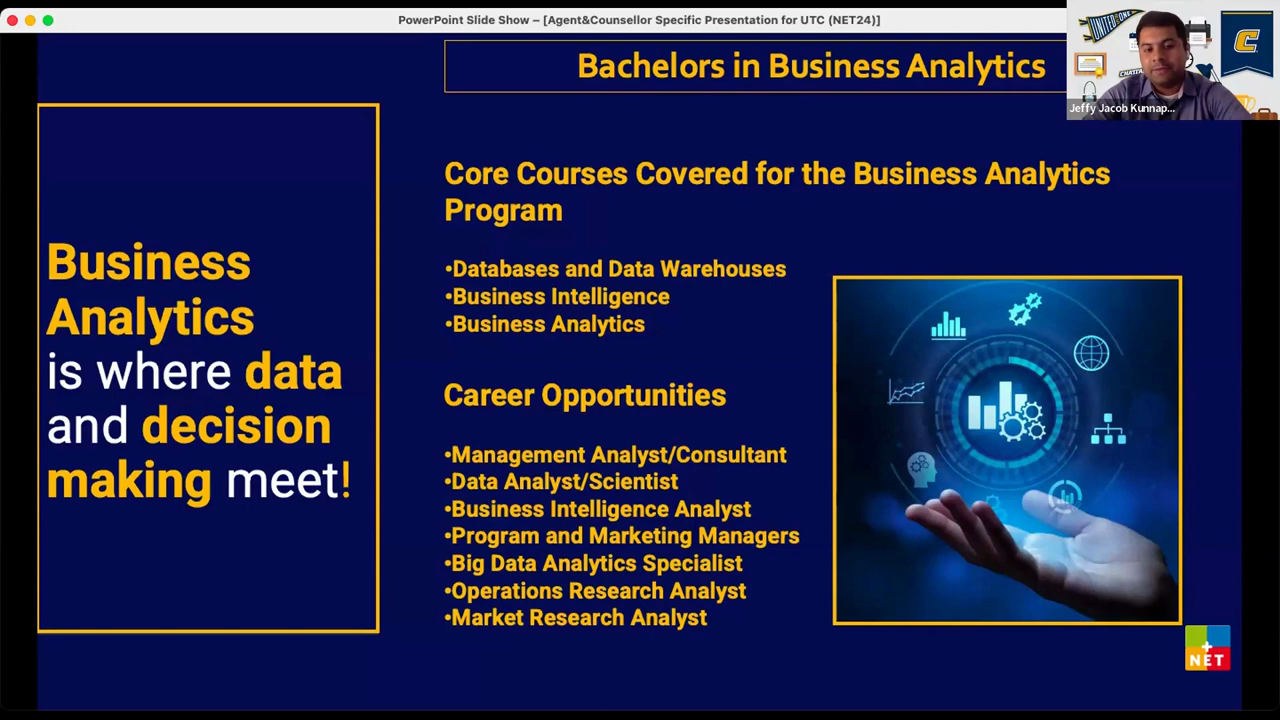 PowerPoint Slide Show – [Agent&Counsellor Specific Presentation for UTC (NET24)]
Bachelors in Business Analytics
UNITED AS ONE
C
Jeffy Jacob Kunnap...
Business
Analytics
is where data
and decision
making meet!
Core Courses Covered for the Business Analytics
Program
•Databases and Data Warehouses
•Business Intelligence
•Business Analytics
Career Opportunities
•Management Analyst/Consultant
•Data Analyst/Scientist
•Business Intelligence Analyst
•Program and Marketing Managers
•Big Data Analytics Specialist
•Operations Research Analyst
•Market Research Analyst
NET